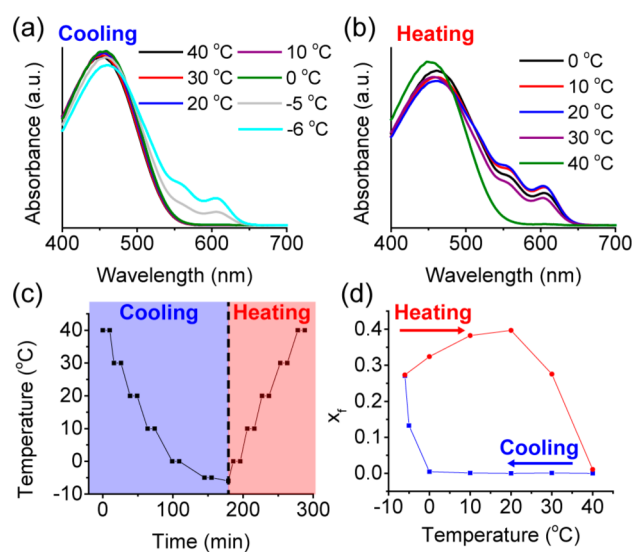 (a) Cooling
40 °C 10 °C
30 °C 0 °C
20 °C -5 °C
-6 °C
Absorbance (a.u.)
400 500 600 700
Wavelength (nm)
(b) Heating
0 °C
10 °C
20 °C
30 °C
40 °C
Absorbance (a.u.)
400 500 600 700
Wavelength (nm)
(c) Cooling Heating
40
30
20
10
0
-10
Temperature (°C)
0 100 200 300
Time (min)
(d) Heating
0.4
0.3
0.2
0.1
0.0
x_f
Cooling
-10 0 10 20 30 40
Temperature (°C)